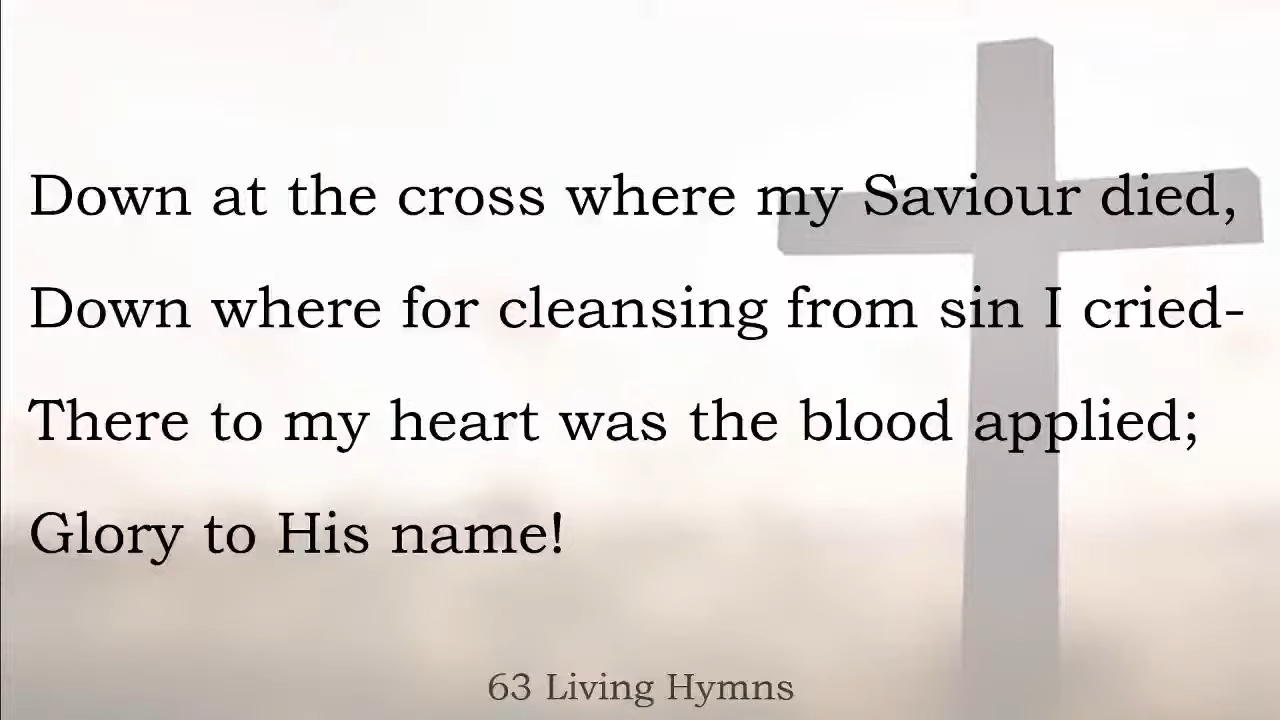 Down at the cross where my Saviour died,
Down where for cleansing from sin I cried-
There to my heart was the blood applied;
Glory to His name!
63 Living Hymns